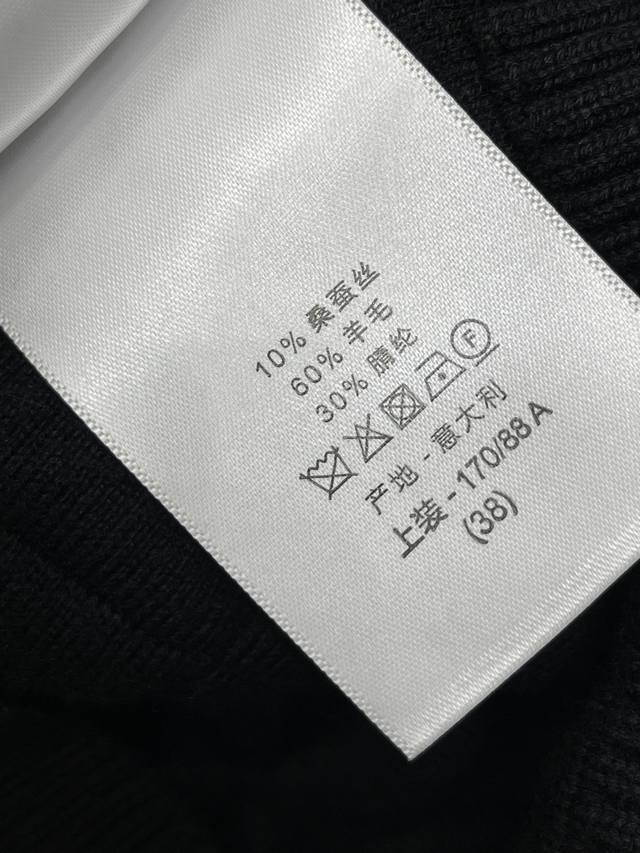 10% 桑蚕丝
60% 羊毛
30% 腈纶
F
产地 - 意大利
上装 - 170/88 A
(38)